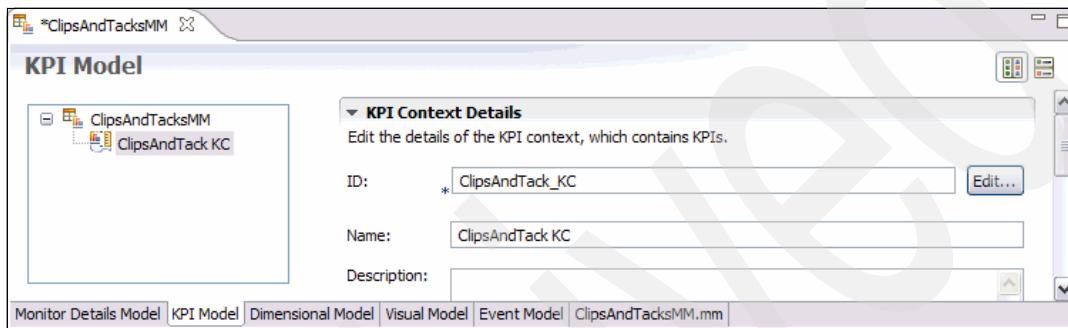 *ClipsAndTacksMM
KPI Model
ClipsAndTacksMM
ClipsAndTack KC
KPI Context Details
Edit the details of the KPI context, which contains KPIs.
ID: * ClipsAndTack_KC Edit...
Name: ClipsAndTack KC
Description:
Monitor Details Model KPI Model Dimensional Model Visual Model Event Model ClipsAndTacksMM.mm